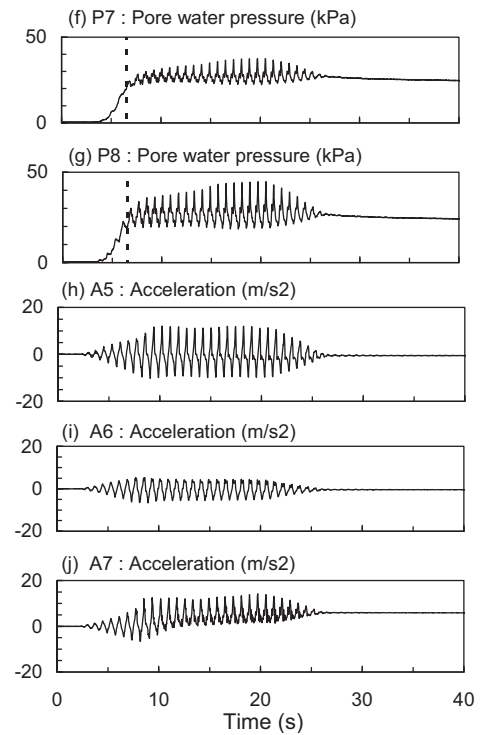 (f) P7 : Pore water pressure (kPa)
50
0
(g) P8 : Pore water pressure (kPa)
50
0
(h) A5 : Acceleration (m/s2)
20
0
-20
(i) A6 : Acceleration (m/s2)
20
0
-20
(j) A7 : Acceleration (m/s2)
20
0
-20
0 10 20 30 40
Time (s)